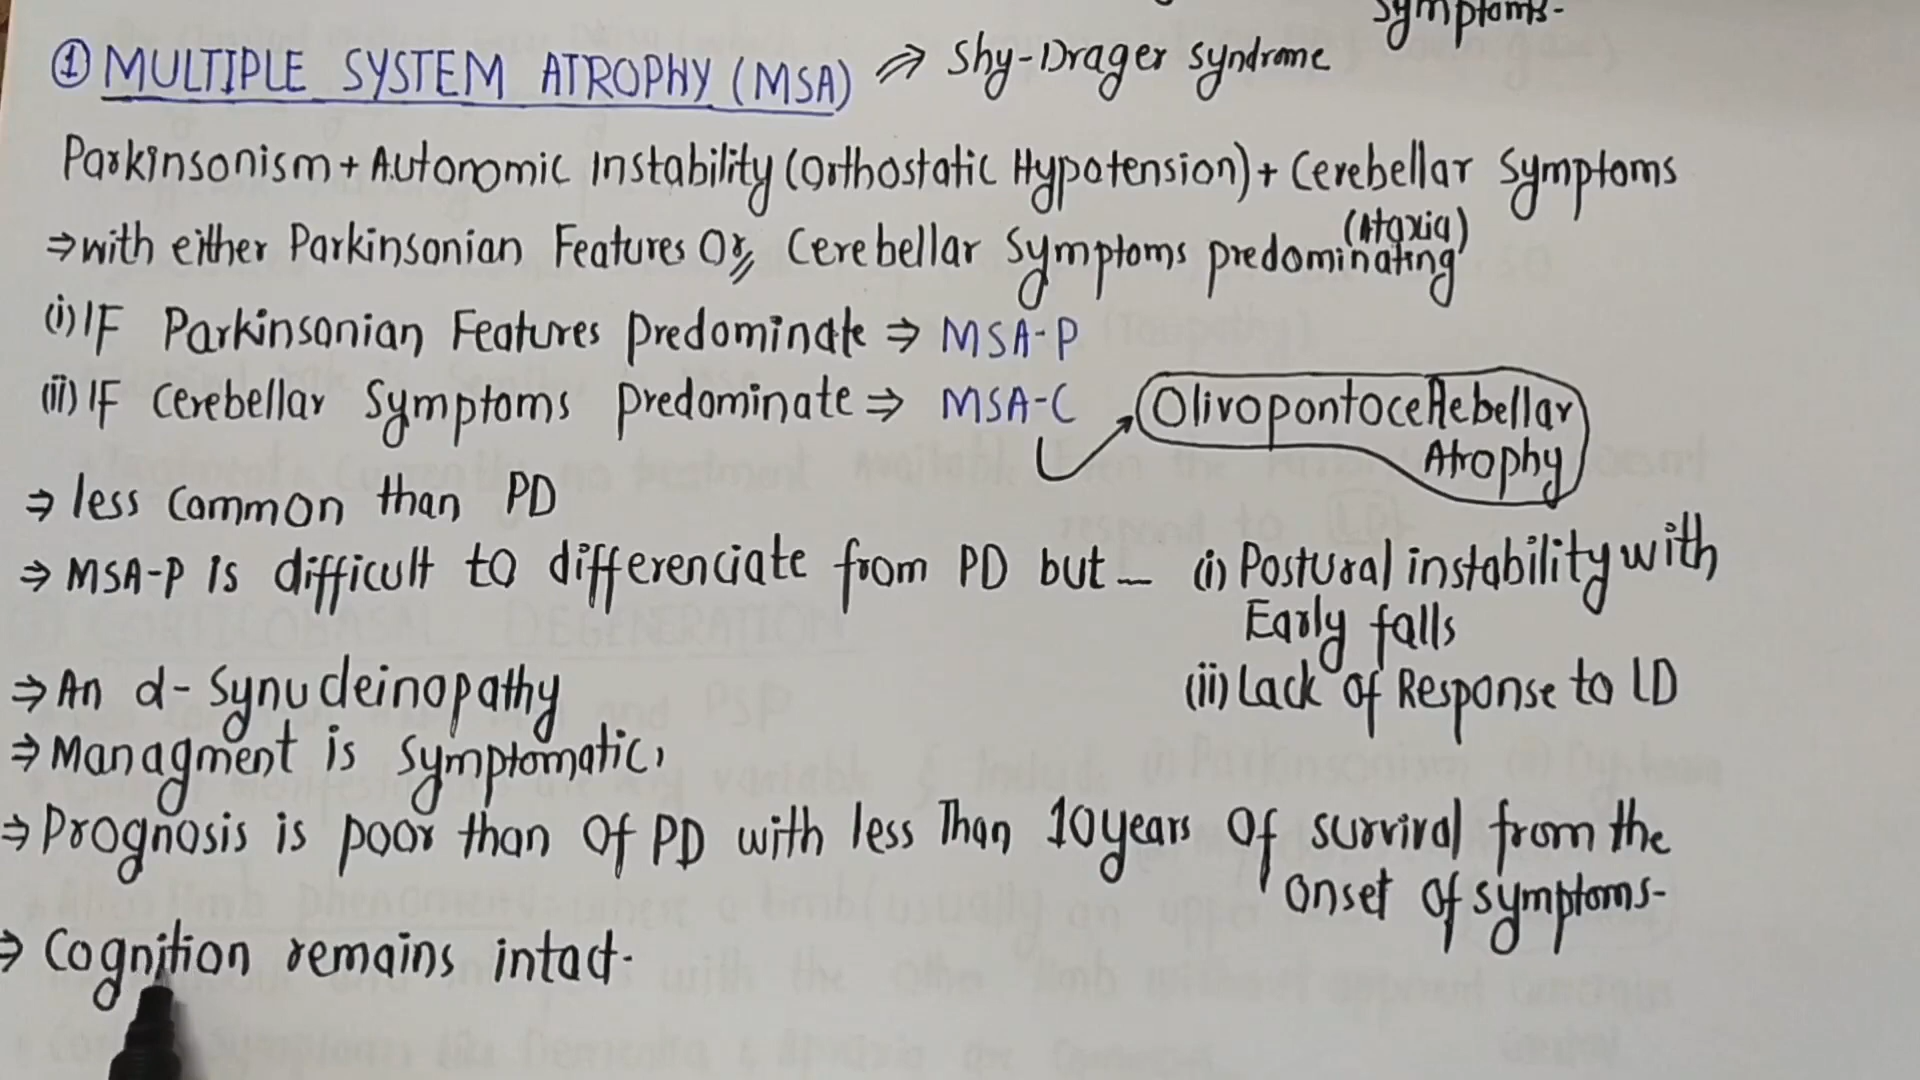 symptoms-
① MULTIPLE SYSTEM ATROPHY (MSA) ⇒ Shy-Drager syndrome
Parkinsonism + Autonomic Instability (Orthostatic Hypotension) + Cerebellar Symptoms
(Ataxia)
⇒ with either Parkinsonian Features Or, Cerebellar Symptoms predominating
(i) IF Parkinsonian Features Predominate ⇒ MSA-P
(ii) IF Cerebellar Symptoms predominate ⇒ MSA-C Olivopontocerebellar
Atrophy
⇒ less common than PD
⇒ MSA-P is difficult to differenciate from PD but - (i) Postural instability with
Early falls
(ii) Lack of Response to LD
⇒ An α-Synucleinopathy
⇒ Managment is symptomatic,
⇒ Prognosis is poor than of PD with less Than 10 years of survival from the
onset of symptoms-
⇒ Cognition remains intact.